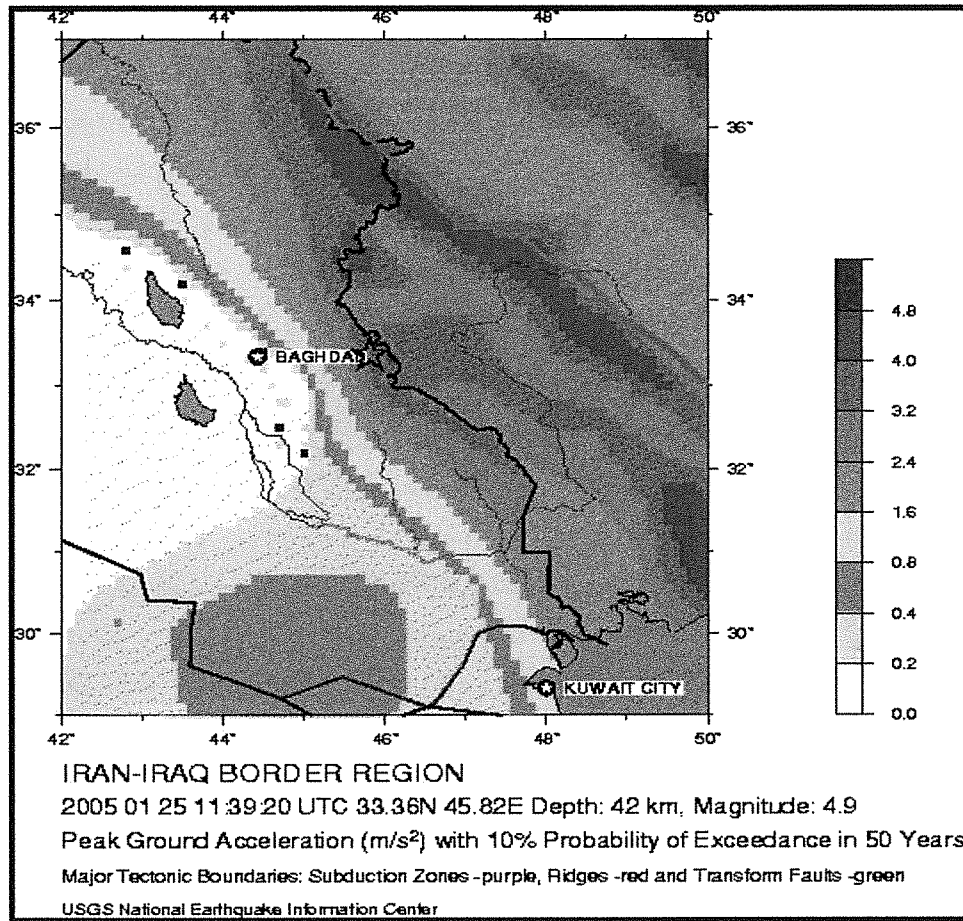 42° 44° 46° 48° 50°
36° 36°
34° 34°
4.8
BAGHDAD
4.0
3.2
2.4
32° 32°
1.6
0.8
0.4
30° 30°
0.2
KUWAIT CITY
0.0
42° 44° 46° 48° 50°
IRAN-IRAQ BORDER REGION
2005 01 25 11:39:20 UTC 33.36N 45.82E Depth: 42 km, Magnitude: 4.9
Peak Ground Acceleration (m/s²) with 10% Probability of Exceedance in 50 Years
Major Tectonic Boundaries: Subduction Zones -purple, Ridges -red and Transform Faults -green
USGS National Earthquake Information Center